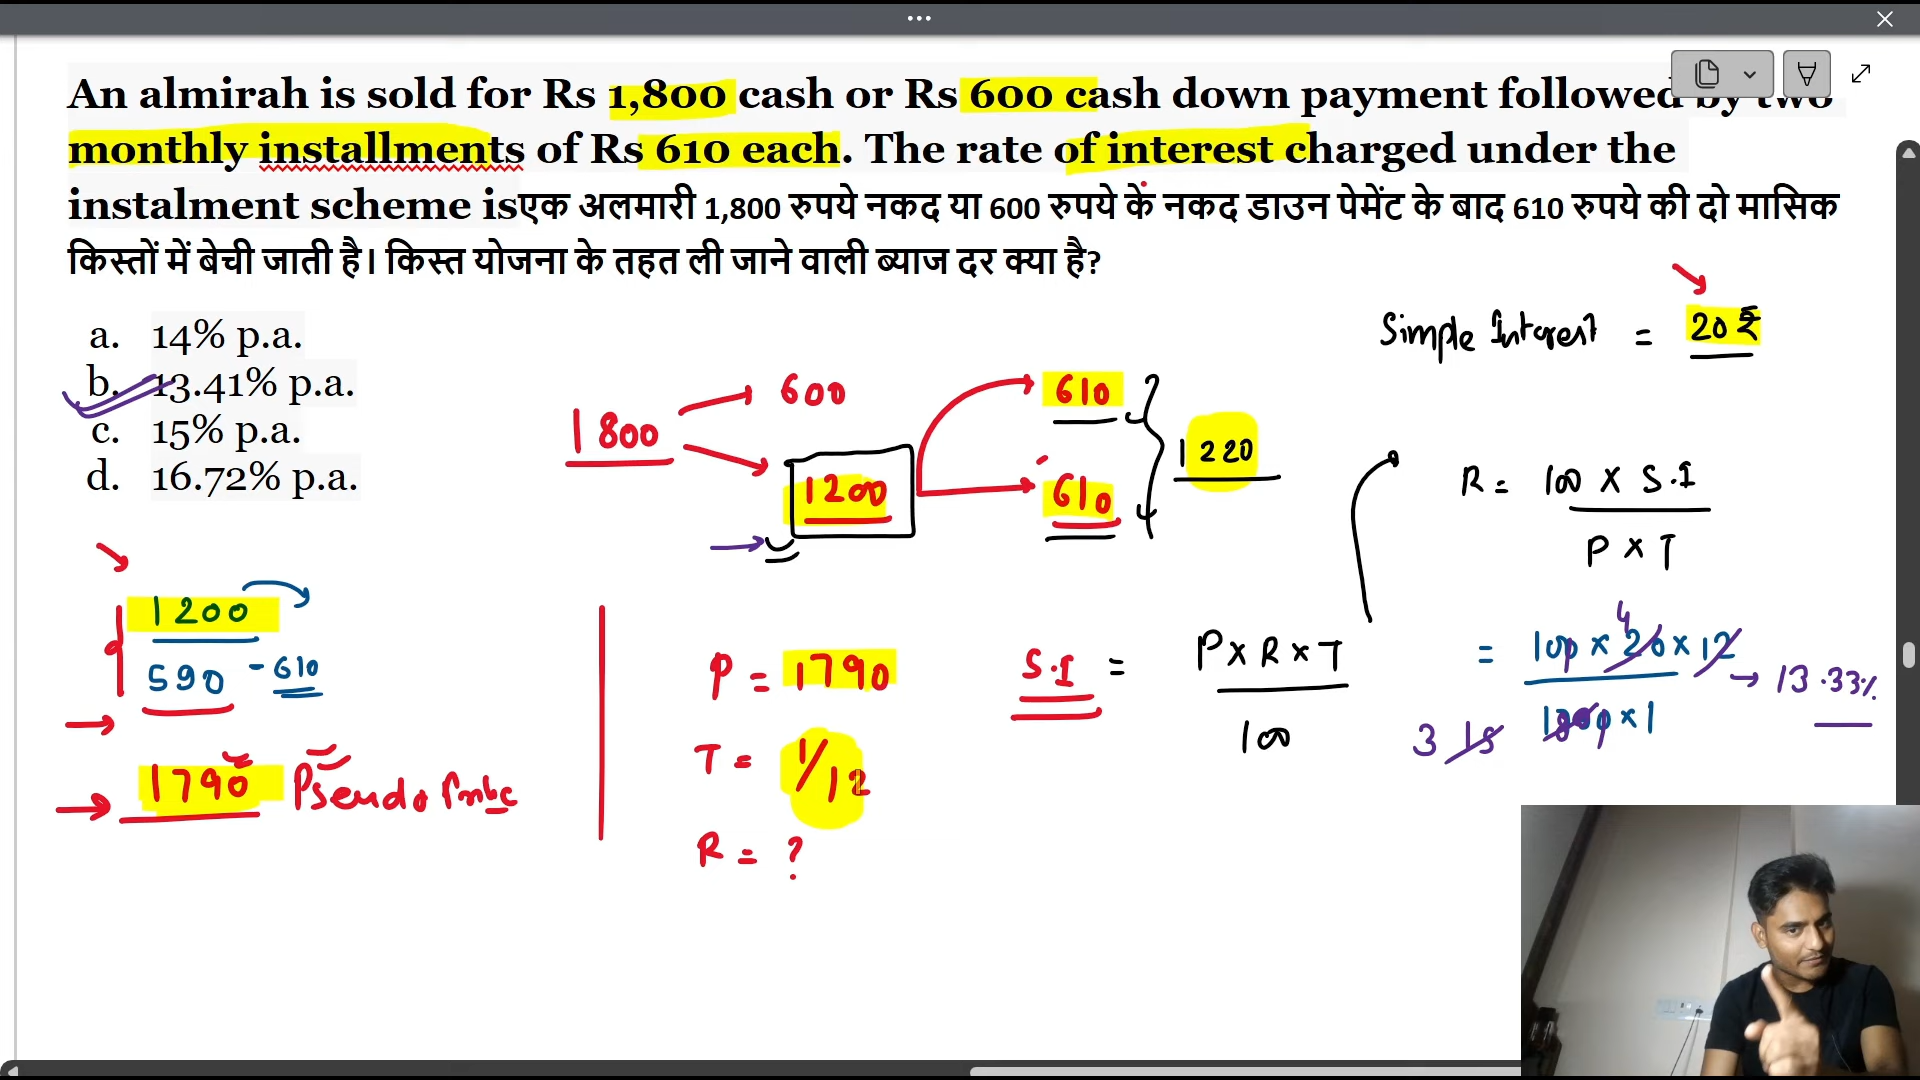 An almirah is sold for Rs 1,800 cash or Rs 600 cash down payment followed by two
monthly installments of Rs 610 each. The rate of interest charged under the
instalment scheme isएक अलमारी 1,800 रुपये नकद या 600 रुपये के नकद डाउन पेमेंट के बाद 610 रुपये की दो मासिक
किस्तों में बेची जाती है। किस्त योजना के तहत ली जाने वाली ब्याज दर क्या है?
a. 14% p.a.
b. 13.41% p.a.
c. 15% p.a.
d. 16.72% p.a.
Simple Interest = 20 ₹
1800
600
1200
610
610
1220
R = 100 × S.I
P × T
1200
590 - 610
1790 Pseudo
P = 1790
T = 1/12
R = ?
S.I = P × R × T
100
= 100 × 20 × 12
4
1800 × 1
3 15
→ 13.33%